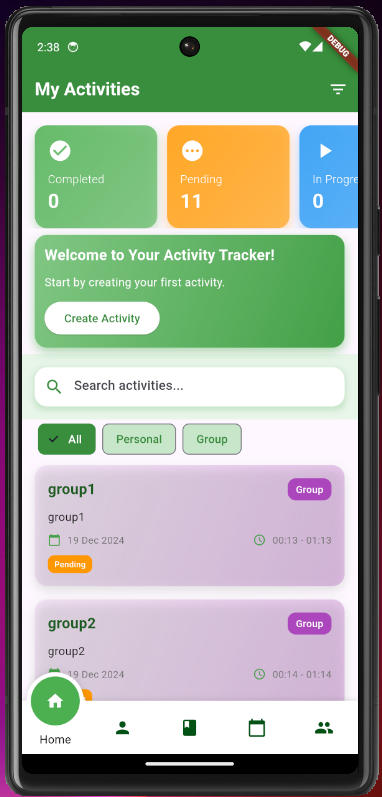 2:38
DEBUG
My Activities
Completed
0
Pending
11
In Progre
0
Welcome to Your Activity Tracker!
Start by creating your first activity.
Create Activity
Search activities...
All
Personal
Group
group1
Group
group1
19 Dec 2024
00:13 - 01:13
Pending
group2
Group
group2
19 Dec 2024
00:14 - 01:14
Home